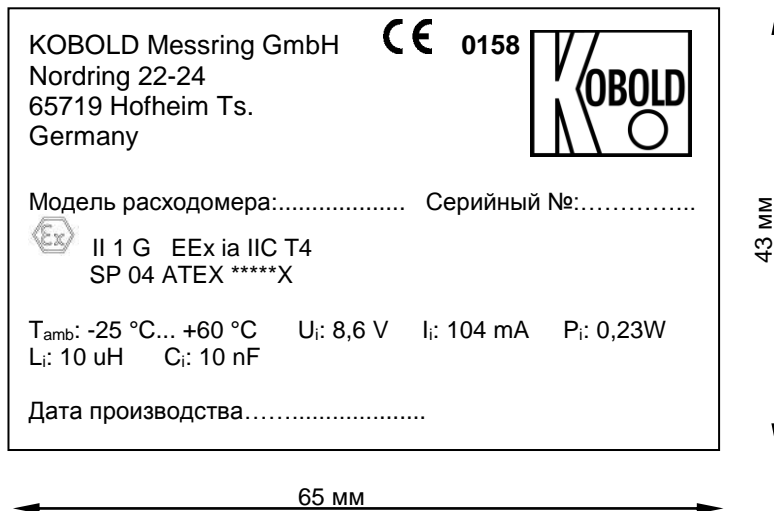 KOBOLD Messring GmbH CE 0158 KOBOLD
Nordring 22-24
65719 Hofheim Ts.
Germany
Модель расходомера:................... Серийный №:…………...
Ex II 1 G EEx ia IIC T4
SP 04 ATEX *****X
Tamb: -25 °C... +60 °C Ui: 8,6 V Ii: 104 mA Pi: 0,23W
Li: 10 uH Ci: 10 nF
Дата производства……....................
43 мм
65 мм